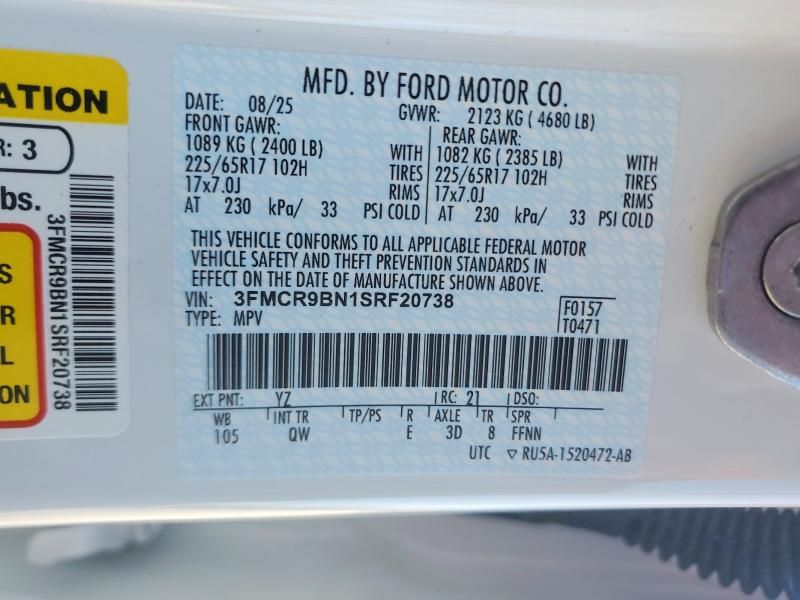 ATION
R: 3
bs.
S
R
L
ON
3FMCR9BN1SRF20738
MFD. BY FORD MOTOR CO.
DATE: 08/25 GVWR: 2123 KG ( 4680 LB)
FRONT GAWR: REAR GAWR:
1089 KG ( 2400 LB) WITH 1082 KG ( 2385 LB) WITH
225/65R17 102H TIRES 225/65R17 102H TIRES
17x7.0J RIMS 17x7.0J RIMS
AT 230 kPa/ 33 PSI COLD AT 230 kPa/ 33 PSI COLD
THIS VEHICLE CONFORMS TO ALL APPLICABLE FEDERAL MOTOR
VEHICLE SAFETY AND THEFT PREVENTION STANDARDS IN
EFFECT ON THE DATE OF MANUFACTURE SHOWN ABOVE.
VIN: 3FMCR9BN1SRF20738 F0157
TYPE: MPV T0471
EXT PNT: YZ RC: 21 DSO:
WB INT TR TP/PS R AXLE TR SPR
105 QW E 3D 8 FFNN
UTC ▽ RU5A-1520472-AB